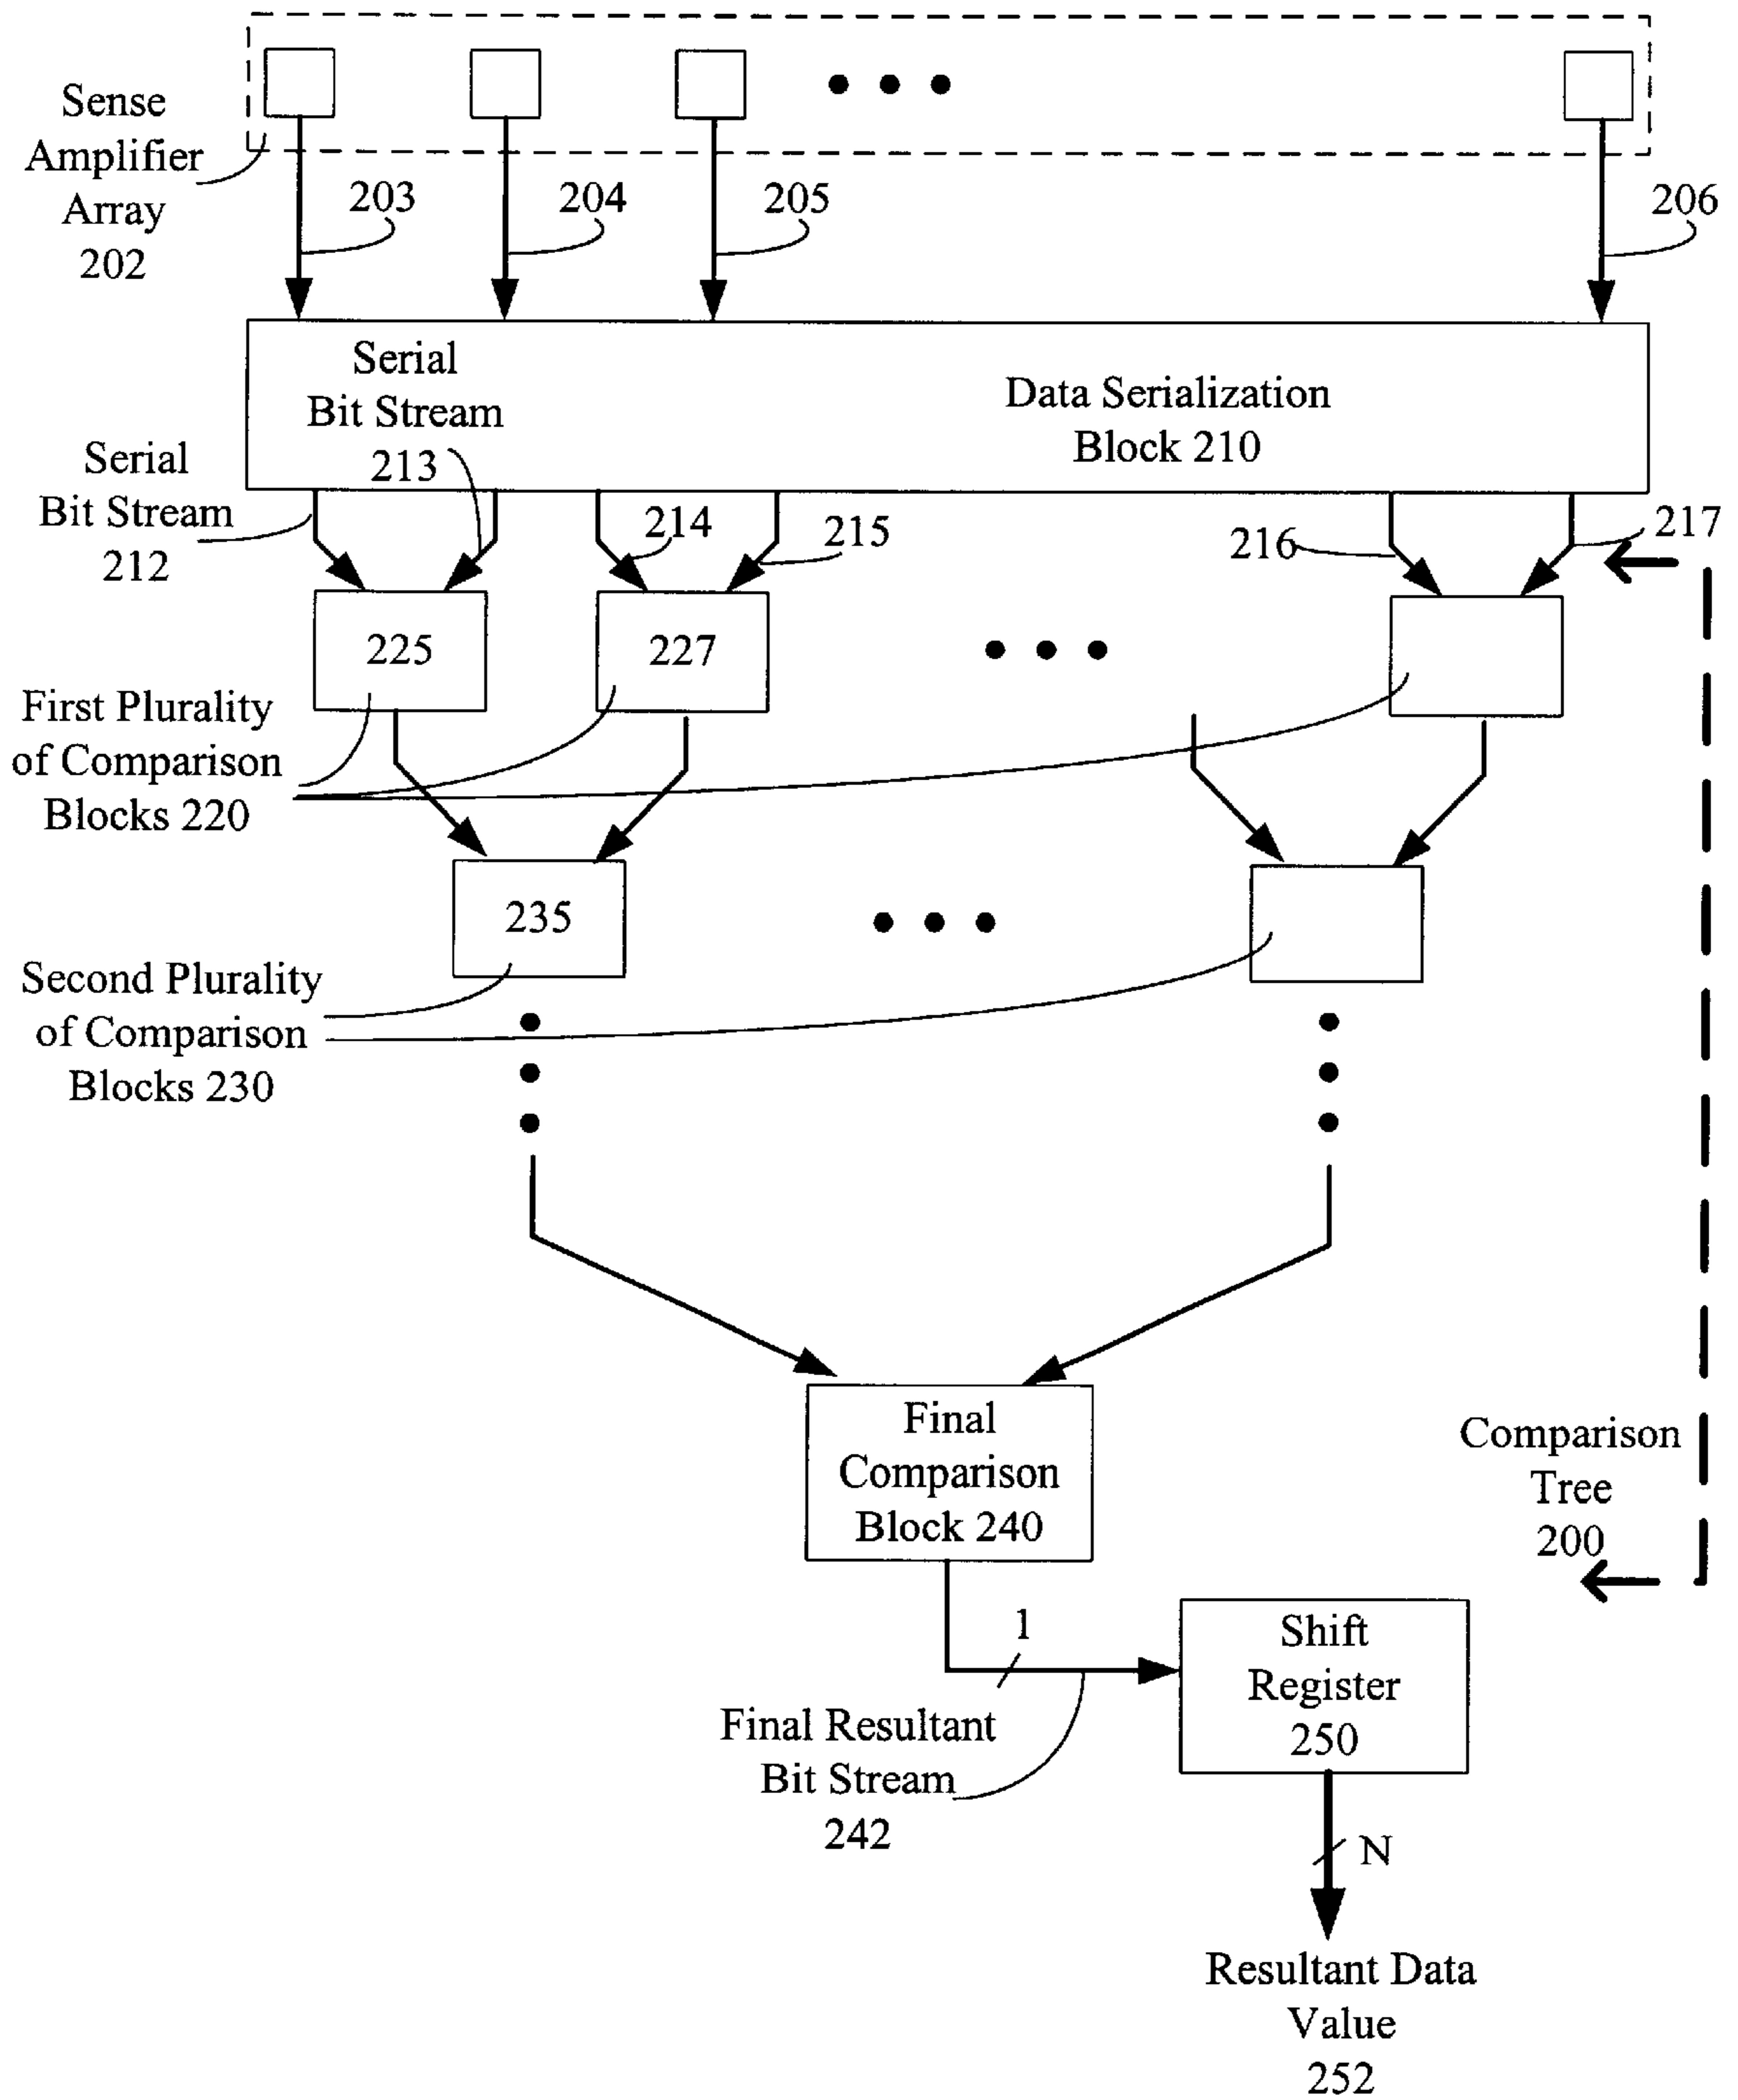 Sense
Amplifier
Array
202
203
204
205
206
Serial
Bit Stream
213
Data Serialization
Block 210
Serial
Bit Stream
212
214
215
216
217
225
227
First Plurality
of Comparison
Blocks 220
235
Second Plurality
of Comparison
Blocks 230
Final
Comparison
Block 240
Comparison
Tree
200
1
Shift
Register
250
Final Resultant
Bit Stream
242
N
Resultant Data
Value
252